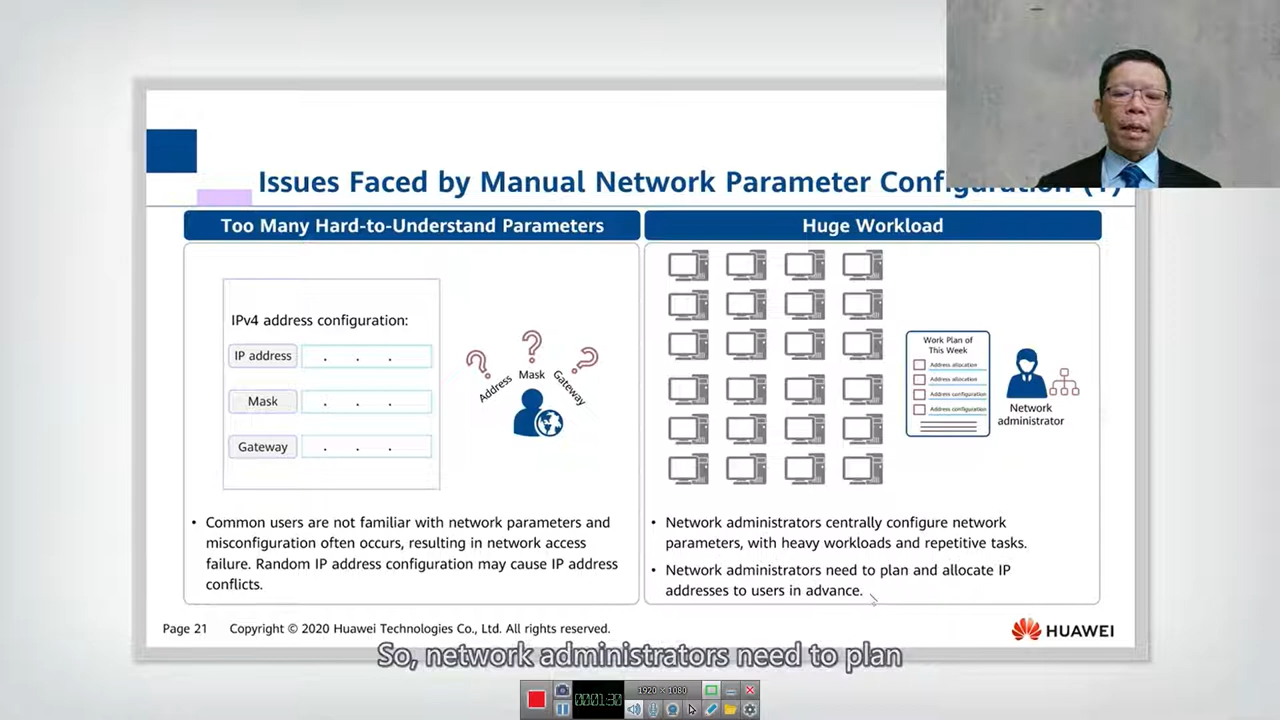 Issues Faced by Manual Network Parameter Configuration (1)
Too Many Hard-to-Understand Parameters
IPv4 address configuration:
IP address
Mask
Gateway
Address
Mask
Gateway
• Common users are not familiar with network parameters and
misconfiguration often occurs, resulting in network access
failure. Random IP address configuration may cause IP address
conflicts.
Huge Workload
Work Plan of
This Week
Address allocation
Address allocation
Address configuration
Address configuration
Network
administrator
• Network administrators centrally configure network
parameters, with heavy workloads and repetitive tasks.
• Network administrators need to plan and allocate IP
addresses to users in advance.
Page 21
Copyright © 2020 Huawei Technologies Co., Ltd. All rights reserved.
HUAWEI
So, network administrators need to plan
000:1:30
1920 × 1080